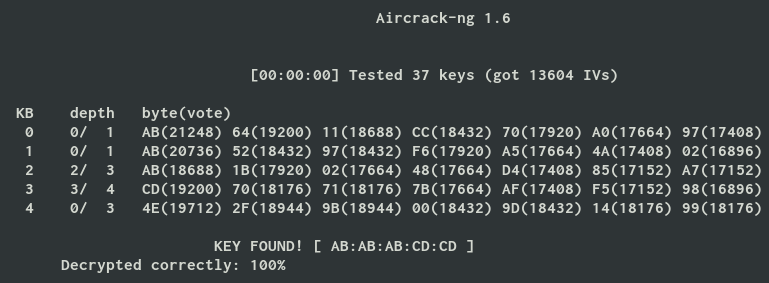 Aircrack-ng 1.6
[00:00:00] Tested 37 keys (got 13604 IVs)
KB depth byte(vote)
0 0/ 1 AB(21248) 64(19200) 11(18688) CC(18432) 70(17920) A0(17664) 97(17408)
1 0/ 1 AB(20736) 52(18432) 97(18432) F6(17920) A5(17664) 4A(17408) 02(16896)
2 2/ 3 AB(18688) 1B(17920) 02(17664) 48(17664) D4(17408) 85(17152) A7(17152)
3 3/ 4 CD(19200) 70(18176) 71(18176) 7B(17664) AF(17408) F5(17152) 98(16896)
4 0/ 3 4E(19712) 2F(18944) 9B(18944) 00(18432) 9D(18432) 14(18176) 99(18176)
KEY FOUND! [ AB:AB:AB:CD:CD ]
Decrypted correctly: 100%